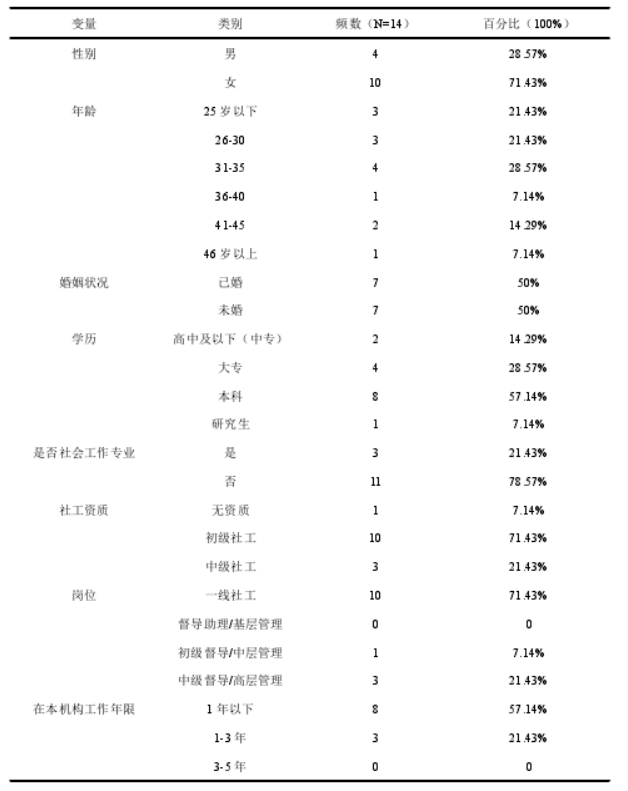 变量 类别 频数（N=14） 百分比（100%）
性别 男 4 28.57%
女 10 71.43%
年龄 25 岁以下 3 21.43%
26-30 3 21.43%
31-35 4 28.57%
36-40 1 7.14%
41-45 2 14.29%
46 岁以上 1 7.14%
婚姻状况 已婚 7 50%
未婚 7 50%
学历 高中及以下（中专） 2 14.29%
大专 4 28.57%
本科 8 57.14%
研究生 1 7.14%
是否社会工作专业 是 3 21.43%
否 11 78.57%
社工资质 无资质 1 7.14%
初级社工 10 71.43%
中级社工 3 21.43%
岗位 一线社工 10 71.43%
督导助理/基层管理 0 0
初级督导/中层管理 1 7.14%
中级督导/高层管理 3 21.43%
在本机构工作年限 1 年以下 8 57.14%
1-3 年 3 21.43%
3-5 年 0 0